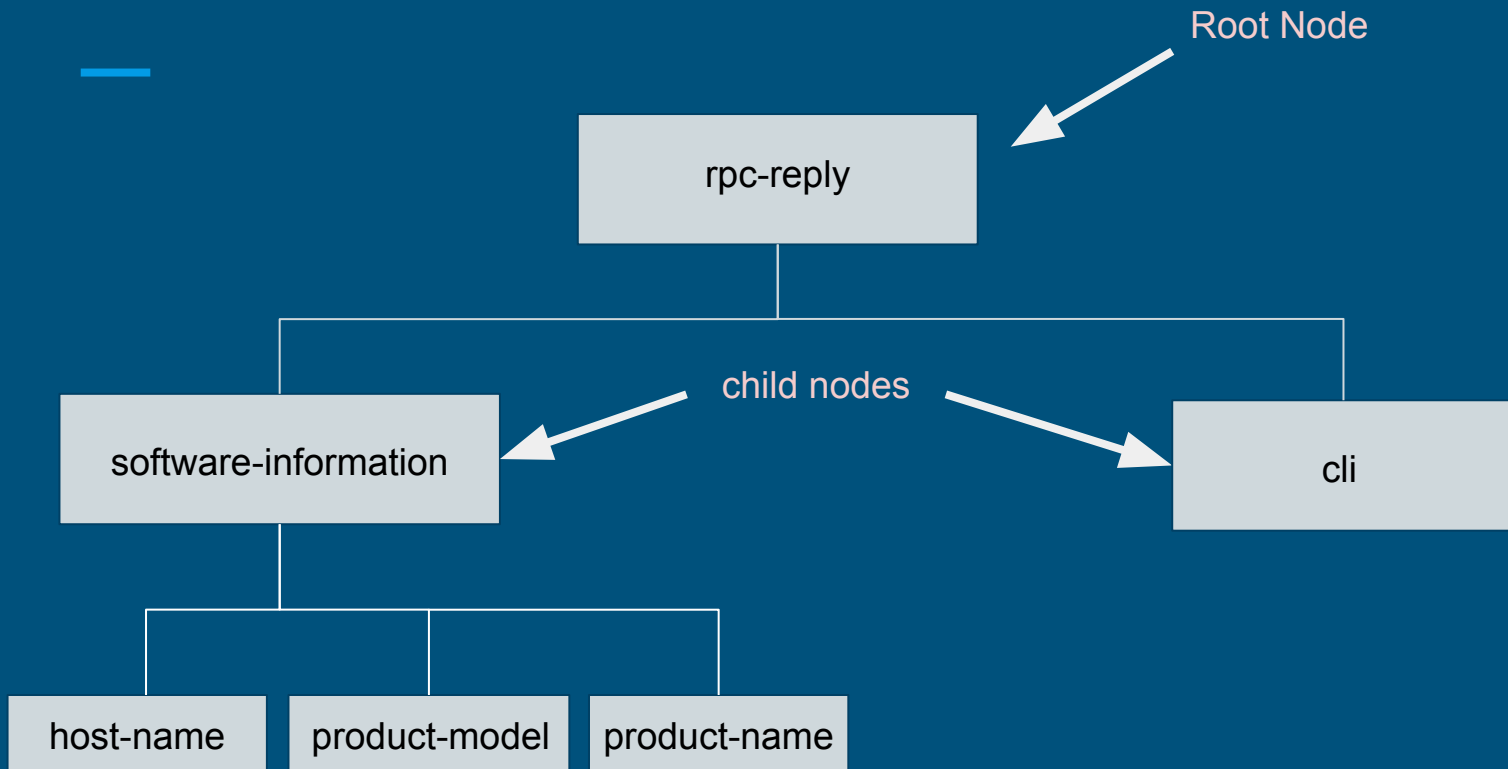 Root Node
rpc-reply
child nodes
software-information
cli
host-name
product-model
product-name